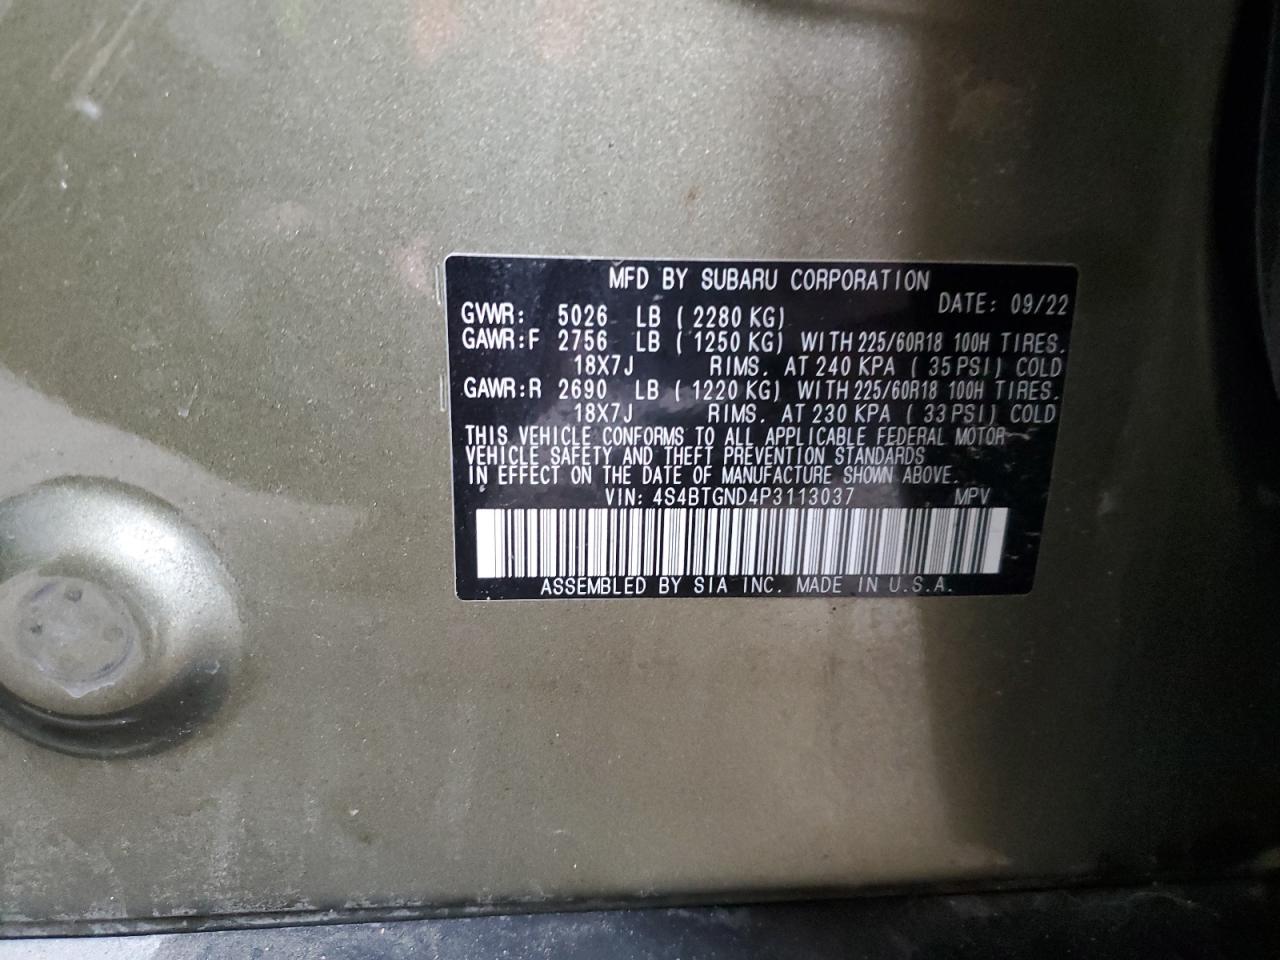 MFD BY SUBARU CORPORATION
DATE: 09/22
GVWR: 5026 LB ( 2280 KG)
GAWR:F 2756 LB ( 1250 KG) WITH 225/60R18 100H TIRES.
18X7J RIMS. AT 240 KPA ( 35 PSI) COLD
GAWR:R 2690 LB ( 1220 KG) WITH 225/60R18 100H TIRES.
18X7J RIMS. AT 230 KPA ( 33 PSI) COLD
THIS VEHICLE CONFORMS TO ALL APPLICABLE FEDERAL MOTOR
VEHICLE SAFETY AND THEFT PREVENTION STANDARDS
IN EFFECT ON THE DATE OF MANUFACTURE SHOWN ABOVE.
VIN: 4S4BTGND4P3113037 MPV
ASSEMBLED BY SIA INC. MADE IN U.S.A.